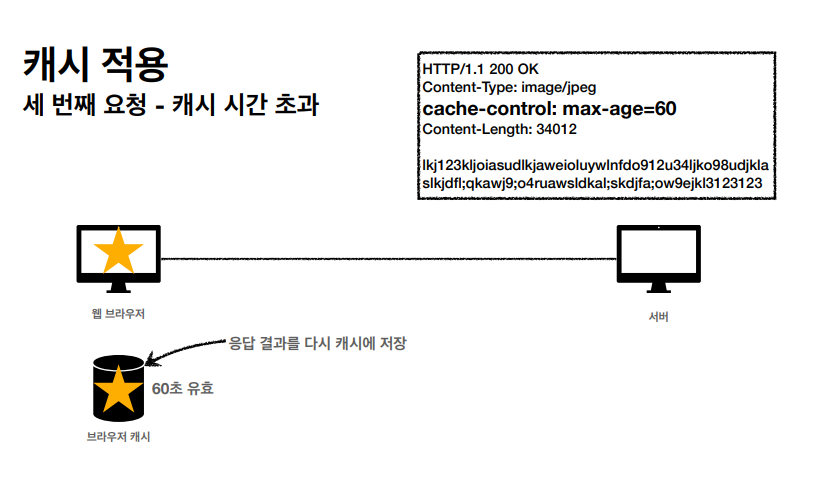 캐시 적용
세 번째 요청 - 캐시 시간 초과
HTTP/1.1 200 OK
Content-Type: image/jpeg
cache-control: max-age=60
Content-Length: 34012
lkj123kljoiasudlkjaweioluywlnfdo912u34ljko98udjkla
slkjdfl;qkawj9;o4ruawsldkal;skdjfa;ow9ejkl3123123
웹 브라우저
서버
응답 결과를 다시 캐시에 저장
60초 유효
브라우저 캐시